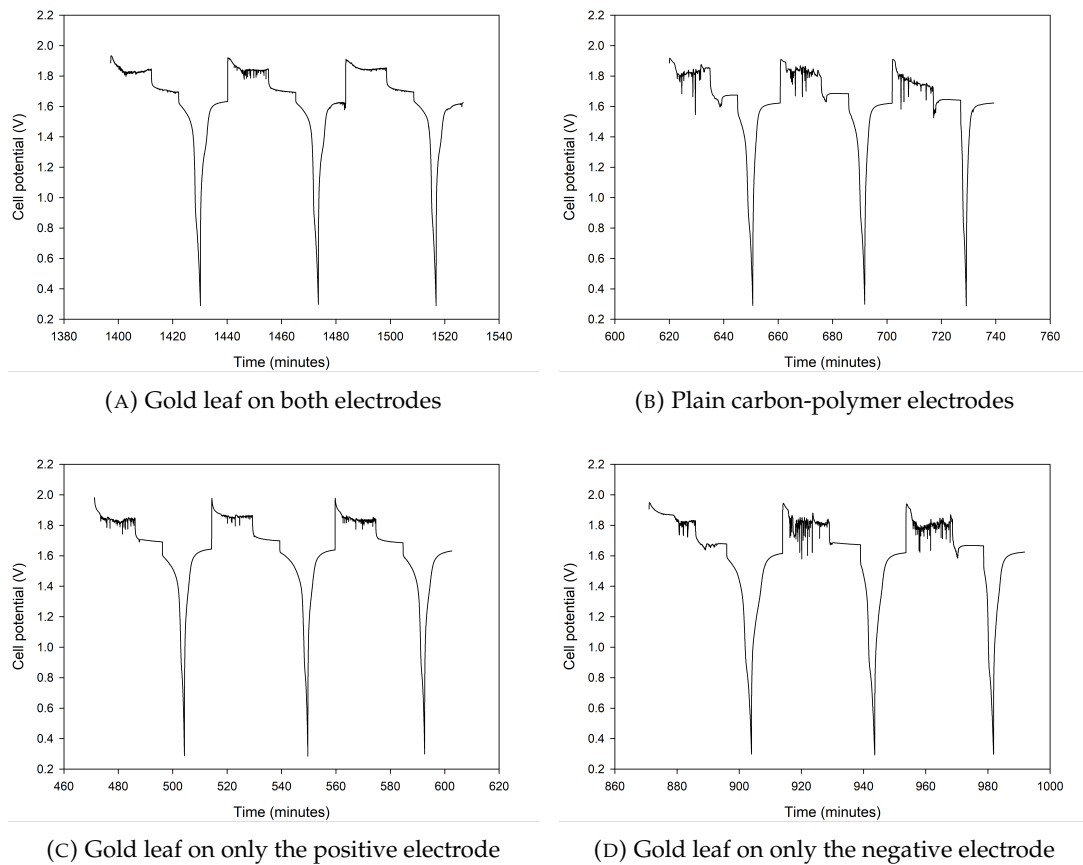 2.2
2.0
1.8
1.6
1.4
1.2
1.0
0.8
0.6
0.4
0.2
Cell potential (V)
1380 1400 1420 1440 1460 1480 1500 1520 1540
Time (minutes)
(A) Gold leaf on both electrodes
2.2
2.0
1.8
1.6
1.4
1.2
1.0
0.8
0.6
0.4
0.2
Cell potential (V)
600 620 640 660 680 700 720 740 760
Time (minutes)
(B) Plain carbon-polymer electrodes
2.2
2.0
1.8
1.6
1.4
1.2
1.0
0.8
0.6
0.4
0.2
Cell potential (V)
460 480 500 520 540 560 580 600 620
Time (minutes)
(C) Gold leaf on only the positive electrode
2.2
2.0
1.8
1.6
1.4
1.2
1.0
0.8
0.6
0.4
0.2
Cell potential (V)
860 880 900 920 940 960 980 1000
Time (minutes)
(D) Gold leaf on only the negative electrode